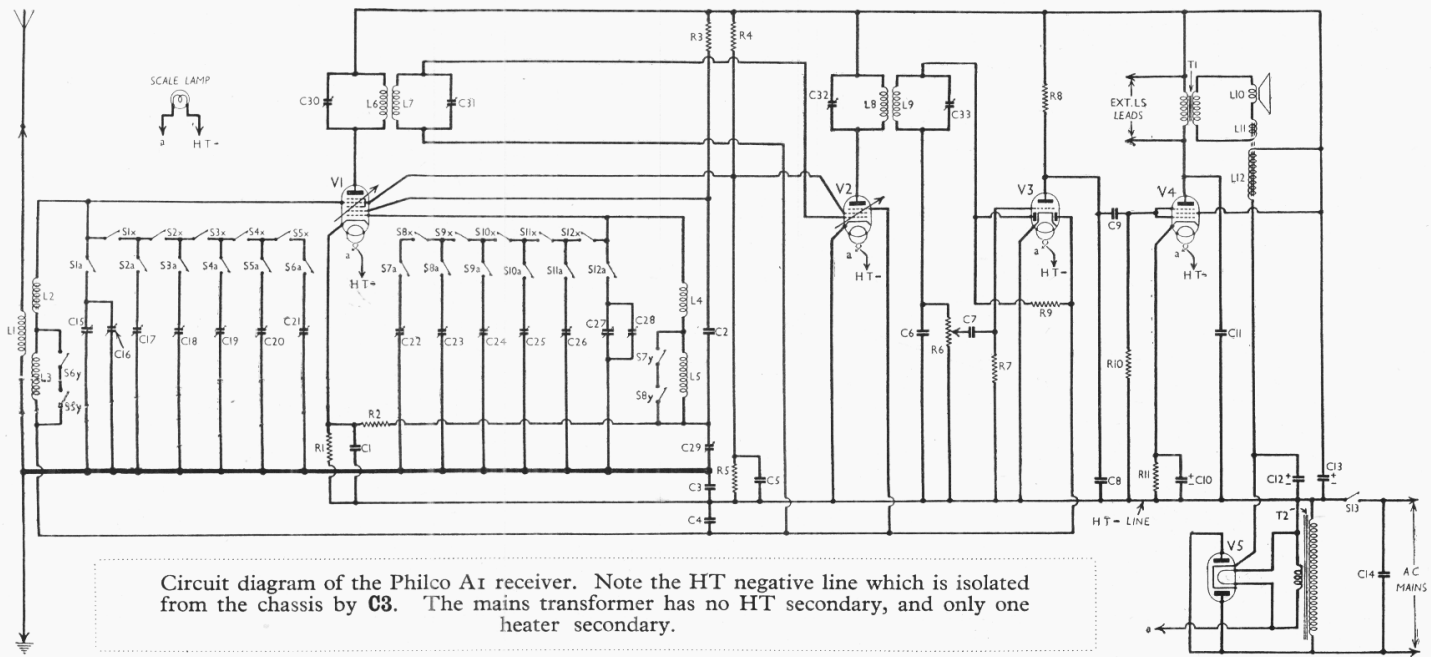 SCALE LAMP
a
HT-
C30
L6
L7
C31
R3
R4
C32
L8
L9
C33
R8
T1
EXT. LS
LEADS
L10
L11
L12
V1
V2
V3
V4
a
HT-
a
HT-
a
HT-
a
HT-
C9
S1x
S2x
S3x
S4x
S5x
S8x
S9x
S10x
S11x
S12x
S1a
S2a
S3a
S4a
S5a
S6a
S7a
S8a
S9a
S10a
S11a
S12a
L2
L1
L3
S6y
S5y
C15
C16
C17
C18
C19
C20
C21
C22
C23
C24
C25
C26
C27
C28
L4
L5
S7y
S8y
C2
C6
R6
C7
R7
R9
R10
C11
R1
C1
R2
C29
C3
C4
R5
C5
C8
R11
+
-
C10
C12
+
-
C13
+
-
HT- LINE
T2
S13
V5
C14
AC
MAINS
a
Circuit diagram of the Philco A1 receiver. Note the HT negative line which is isolated
from the chassis by C3. The mains transformer has no HT secondary, and only one
heater secondary.